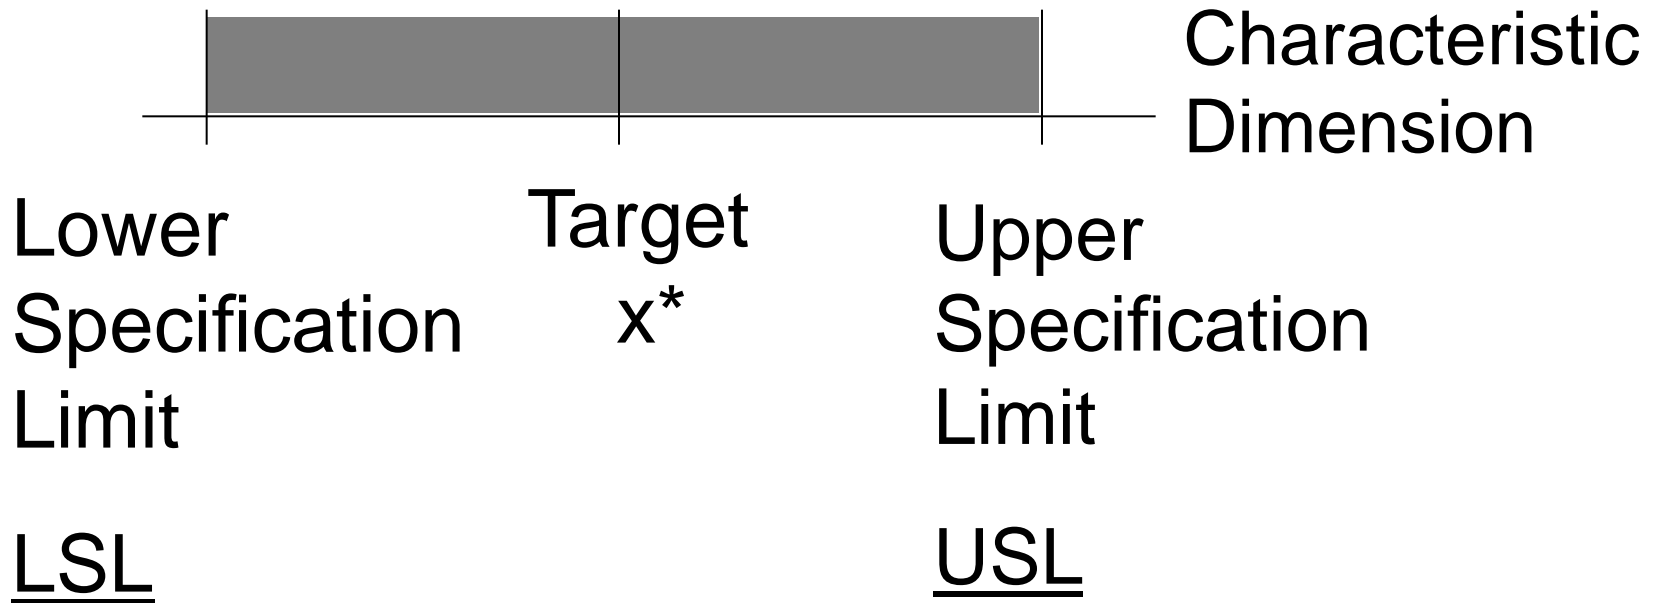 Characteristic
Dimension
Lower
Specification
Limit
LSL
Target
x*
Upper
Specification
Limit
USL